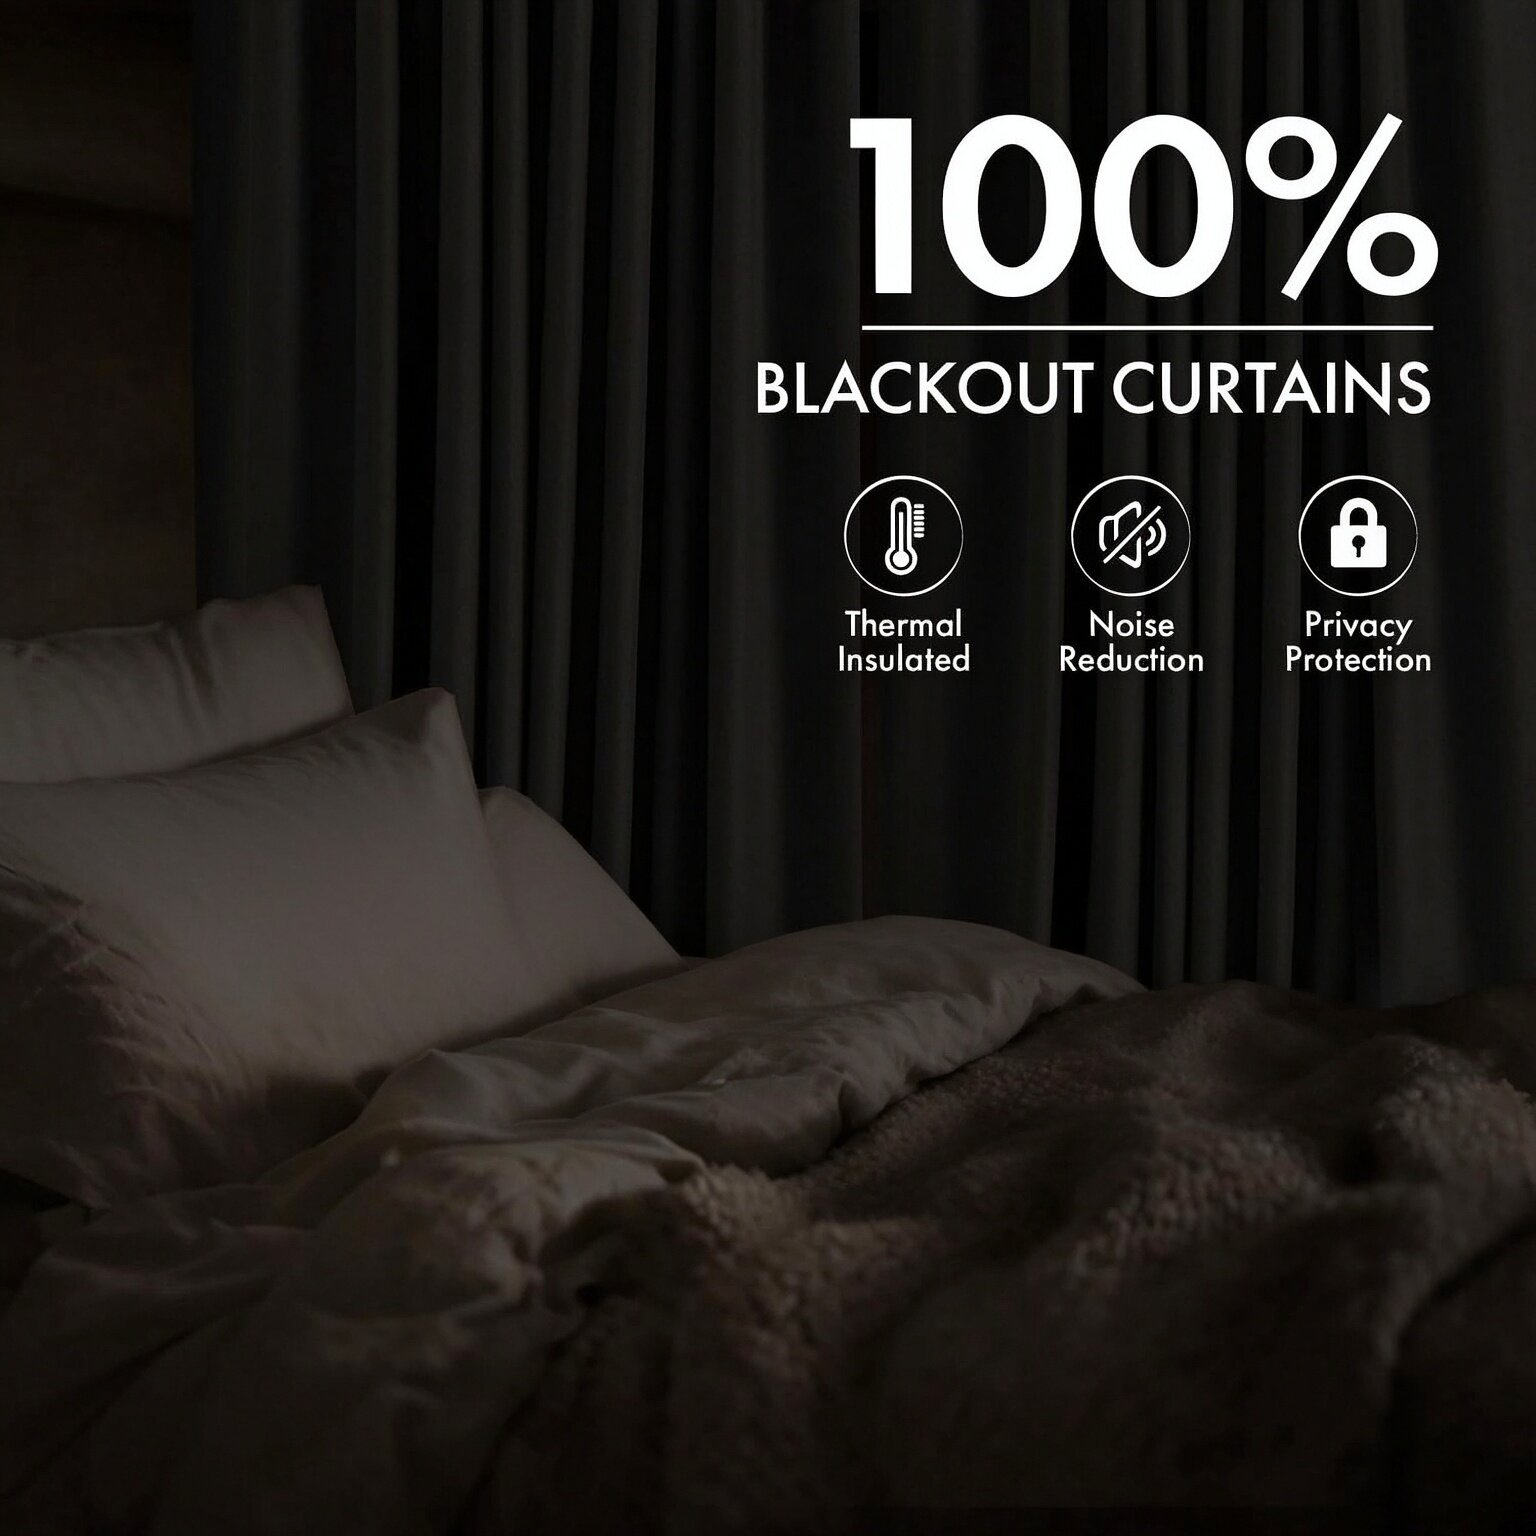 100%
BLACKOUT CURTAINS
Thermal
Insulated
Noise
Reduction
Privacy
Protection